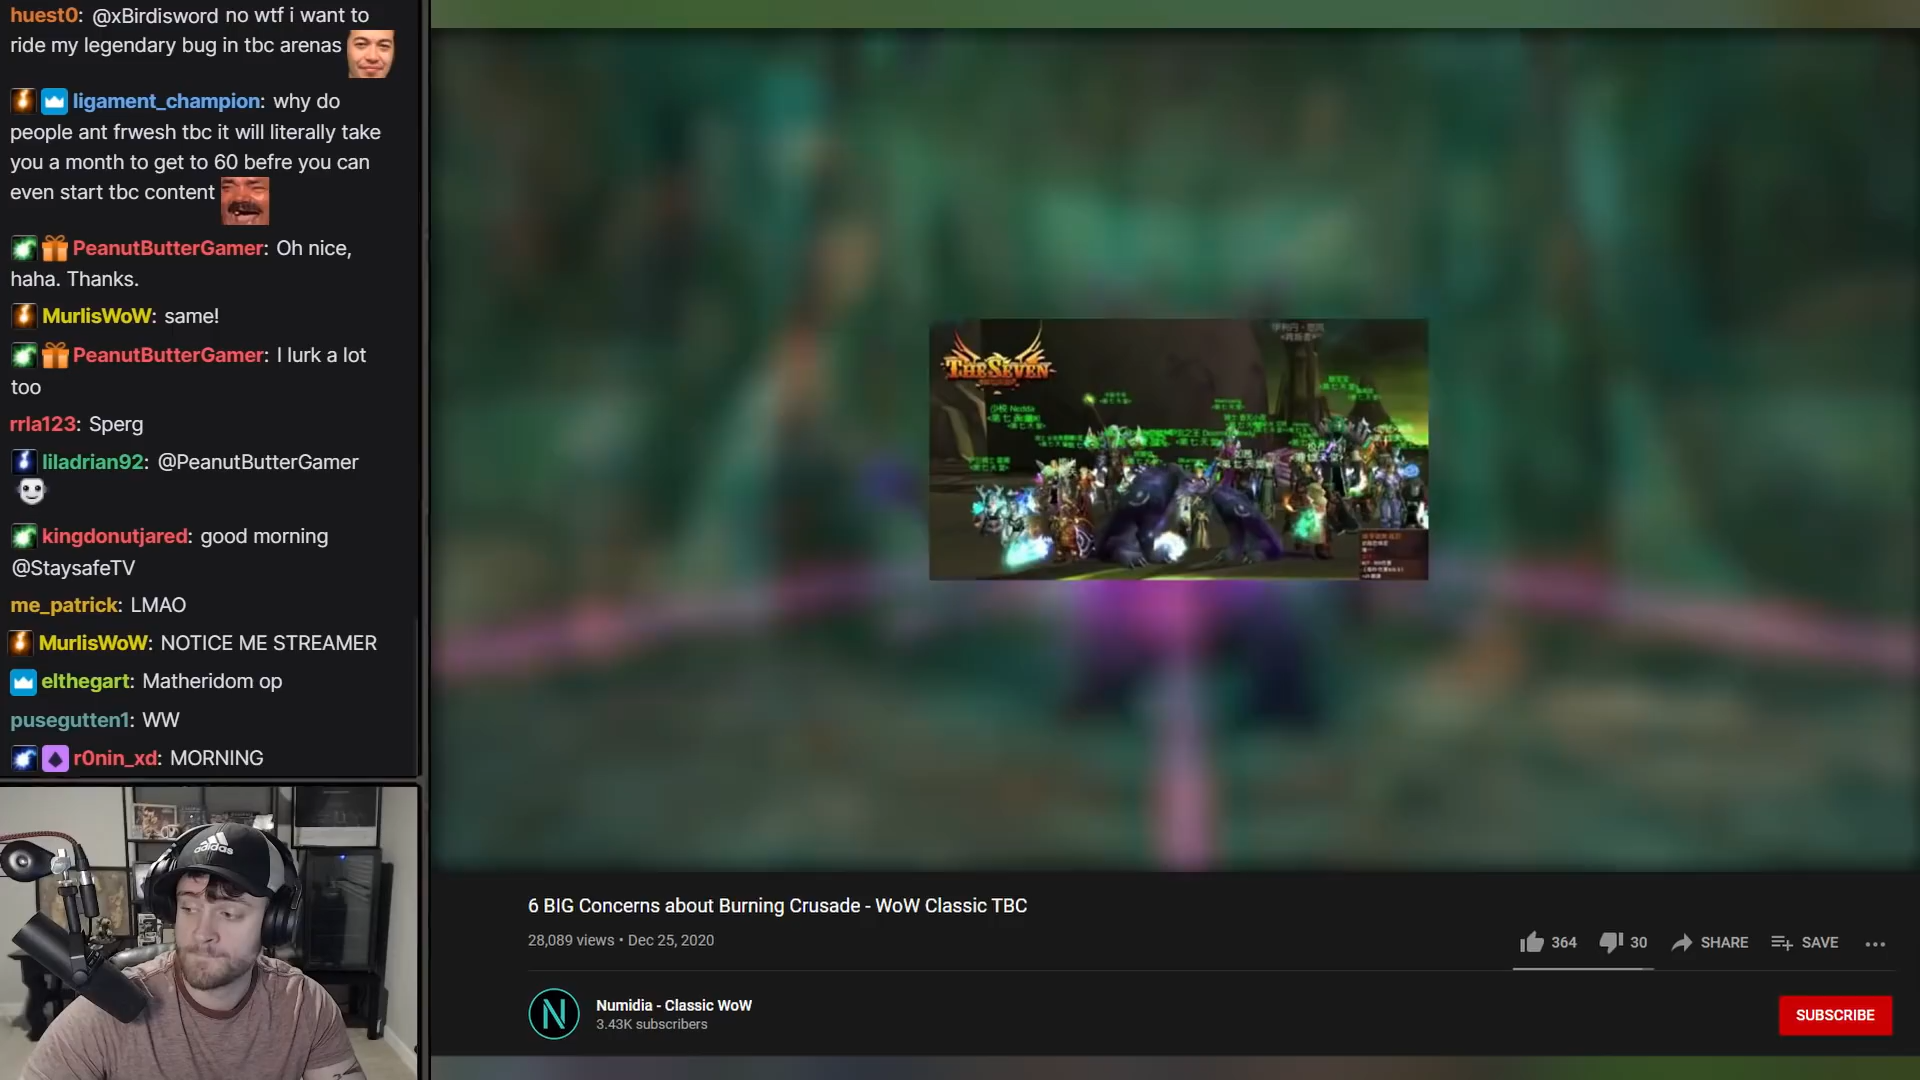 huest0: @xBirdisword no wtf i want to
ride my legendary bug in tbc arenas
ligament_champion: why do
people ant frwesh tbc it will literally take
you a month to get to 60 befre you can
even start tbc content
PeanutButterGamer: Oh nice,
haha. Thanks.
MurlisWoW: same!
PeanutButterGamer: I lurk a lot
too
rrla123: Sperg
liladrian92: @PeanutButterGamer
kingdonutjared: good morning
@StaysafeTV
me_patrick: LMAO
MurlisWoW: NOTICE ME STREAMER
elthegart: Matheridom op
pusegutten1: WW
r0nin_xd: MORNING
THE SEVEN
adidas
6 BIG Concerns about Burning Crusade - WoW Classic TBC
28,089 views • Dec 25, 2020
364
30
SHARE
SAVE
N
Numidia - Classic WoW
3.43K subscribers
SUBSCRIBE